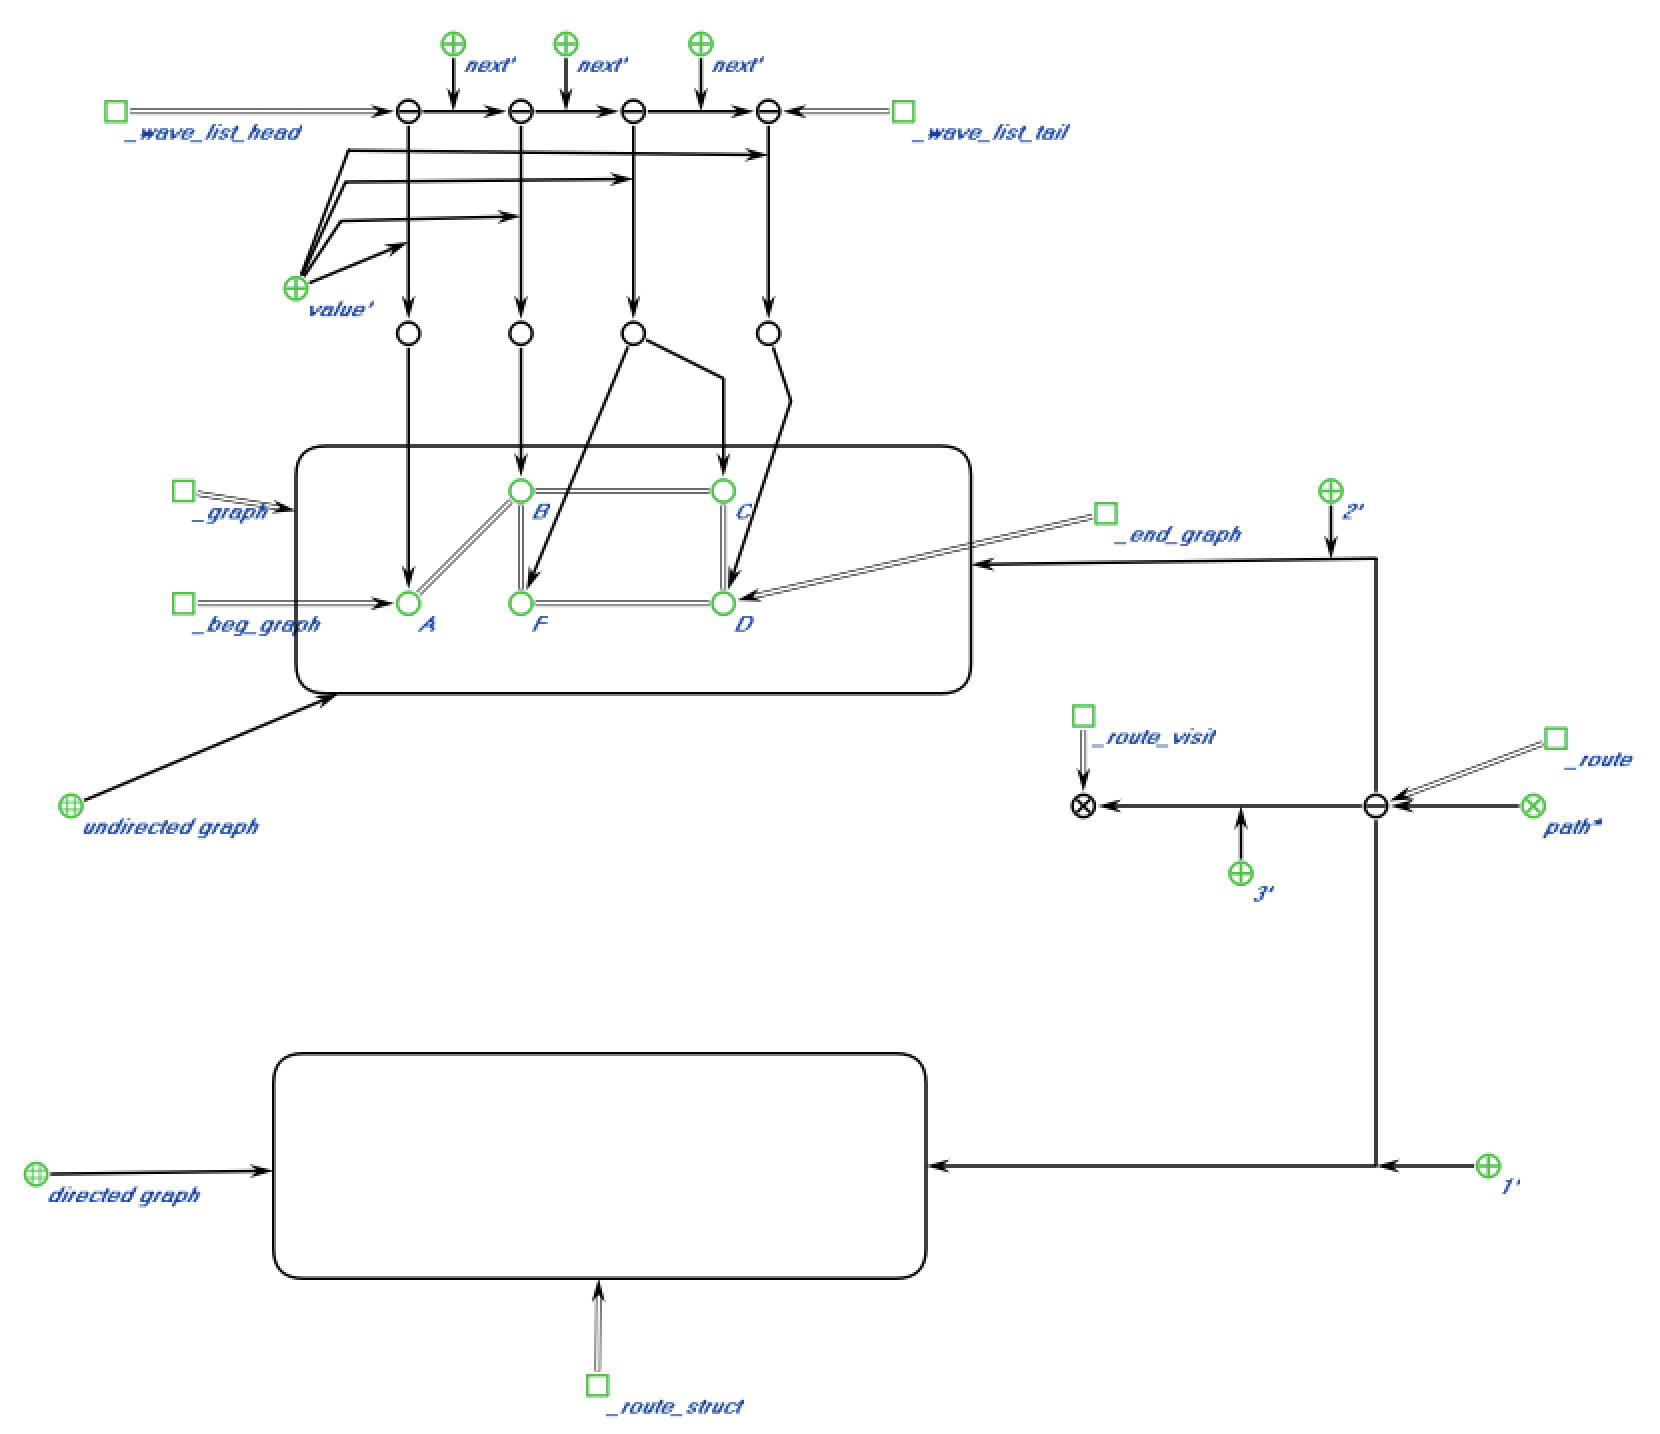 next'
next'
next'
_wave_list_head
_wave_list_tail
value'
_graph
B
C
_end_graph
2'
_beg_graph
A
F
D
_route_visit
_route
undirected graph
path*
3'
directed graph
1'
_route_struct